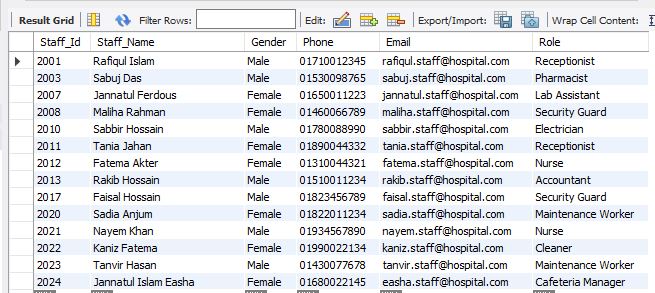 Result Grid Filter Rows: Edit: Export/Import: Wrap Cell Content:
Staff_Id Staff_Name Gender Phone Email Role
2001 Rafiqul Islam Male 01710012345 rafiqul.staff@hospital.com Receptionist
2003 Sabuj Das Male 01530098765 sabuj.staff@hospital.com Pharmacist
2007 Jannatul Ferdous Female 01650011223 jannatul.staff@hospital.com Lab Assistant
2008 Maliha Rahman Female 01460066789 maliha.staff@hospital.com Security Guard
2010 Sabbir Hossain Male 01780088990 sabbir.staff@hospital.com Electrician
2011 Tania Jahan Female 01890044332 tania.staff@hospital.com Receptionist
2012 Fatema Akter Female 01310044321 fatema.staff@hospital.com Nurse
2013 Rakib Hossain Male 01510011234 rakib.staff@hospital.com Accountant
2017 Faisal Hossain Male 01823456789 faisal.staff@hospital.com Security Guard
2020 Sadia Anjum Female 01822011234 sadia.staff@hospital.com Maintenance Worker
2021 Nayem Khan Male 01934567890 nayem.staff@hospital.com Nurse
2022 Kaniz Fatema Female 01990022134 kaniz.staff@hospital.com Cleaner
2023 Tanvir Hasan Male 01430077678 tanvir.staff@hospital.com Maintenance Worker
2024 Jannatul Islam Easha Female 01680022145 easha.staff@hospital.com Cafeteria Manager